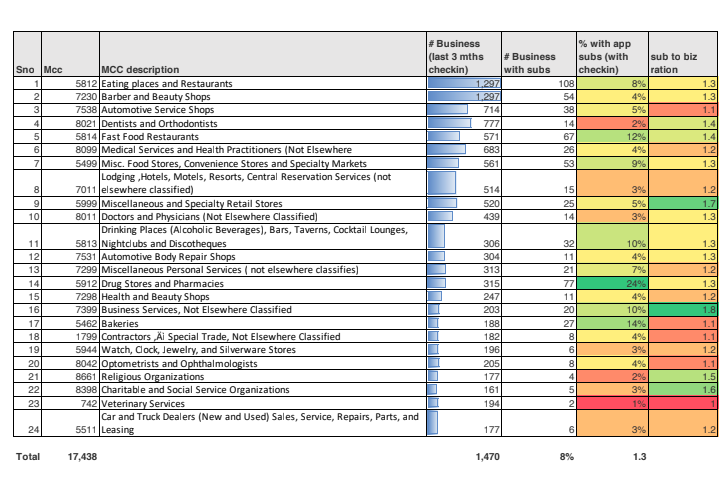 # Business (last 3 mths checkin)
# Business with subs
% with app subs (with checkin)
sub to biz ration
Sno Mcc MCC description
1 5812 Eating places and Restaurants 1,297 108 8% 1.3
2 7230 Barber and Beauty Shops 1,297 54 4% 1.3
3 7538 Automotive Service Shops 714 38 5% 1.1
4 8021 Dentists and Orthodontists 777 14 2% 1.4
5 5814 Fast Food Restaurants 571 67 12% 1.4
6 8099 Medical Services and Health Practitioners (Not Elsewhere 683 26 4% 1.2
7 5499 Misc. Food Stores, Convenience Stores and Specialty Markets 561 53 9% 1.3
Lodging ,Hotels, Motels, Resorts, Central Reservation Services (not
8 7011 elsewhere classified) 514 15 3% 1.2
9 5999 Miscellaneous and Specialty Retail Stores 520 25 5% 1.7
10 8011 Doctors and Physicians (Not Elsewhere Classified) 439 14 3% 1.3
Drinking Places (Alcoholic Beverages), Bars, Taverns, Cocktail Lounges,
11 5813 Nightclubs and Discotheques 306 32 10% 1.3
12 7531 Automotive Body Repair Shops 304 11 4% 1.3
13 7299 Miscellaneous Personal Services ( not elsewhere classifies) 313 21 7% 1.2
14 5912 Drug Stores and Pharmacies 315 77 24% 1.3
15 7298 Health and Beauty Shops 247 11 4% 1.2
16 7399 Business Services, Not Elsewhere Classified 203 20 10% 1.8
17 5462 Bakeries 188 27 14% 1.1
18 1799 Contractors ‚Äì Special Trade, Not Elsewhere Classified 182 8 4% 1.1
19 5944 Watch, Clock, Jewelry, and Silverware Stores 196 6 3% 1.2
20 8042 Optometrists and Ophthalmologists 205 8 4% 1.1
21 8661 Religious Organizations 177 4 2% 1.5
22 8398 Charitable and Social Service Organizations 161 5 3% 1.6
23 742 Veterinary Services 194 2 1% 1
Car and Truck Dealers (New and Used) Sales, Service, Repairs, Parts, and
24 5511 Leasing 177 6 3% 1.2
Total 17,438 1,470 8% 1.3